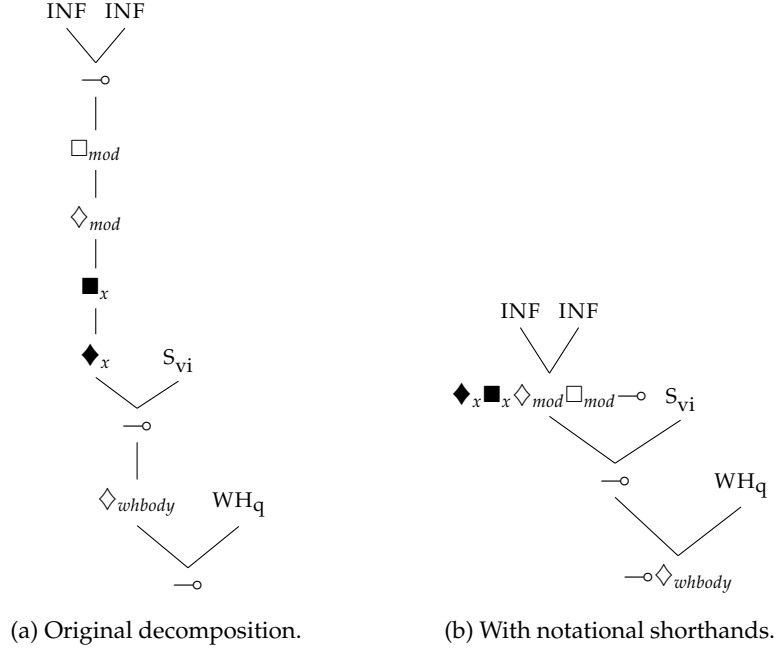 INF INF
⊸
□mod
◇mod
■x
◆x Svi
⊸
◇whbody WHq
⊸
(a) Original decomposition.
INF INF
◆x■x◇mod□mod⊸ Svi
⊸ WHq
⊸◇whbody
(b) With notational shorthands.